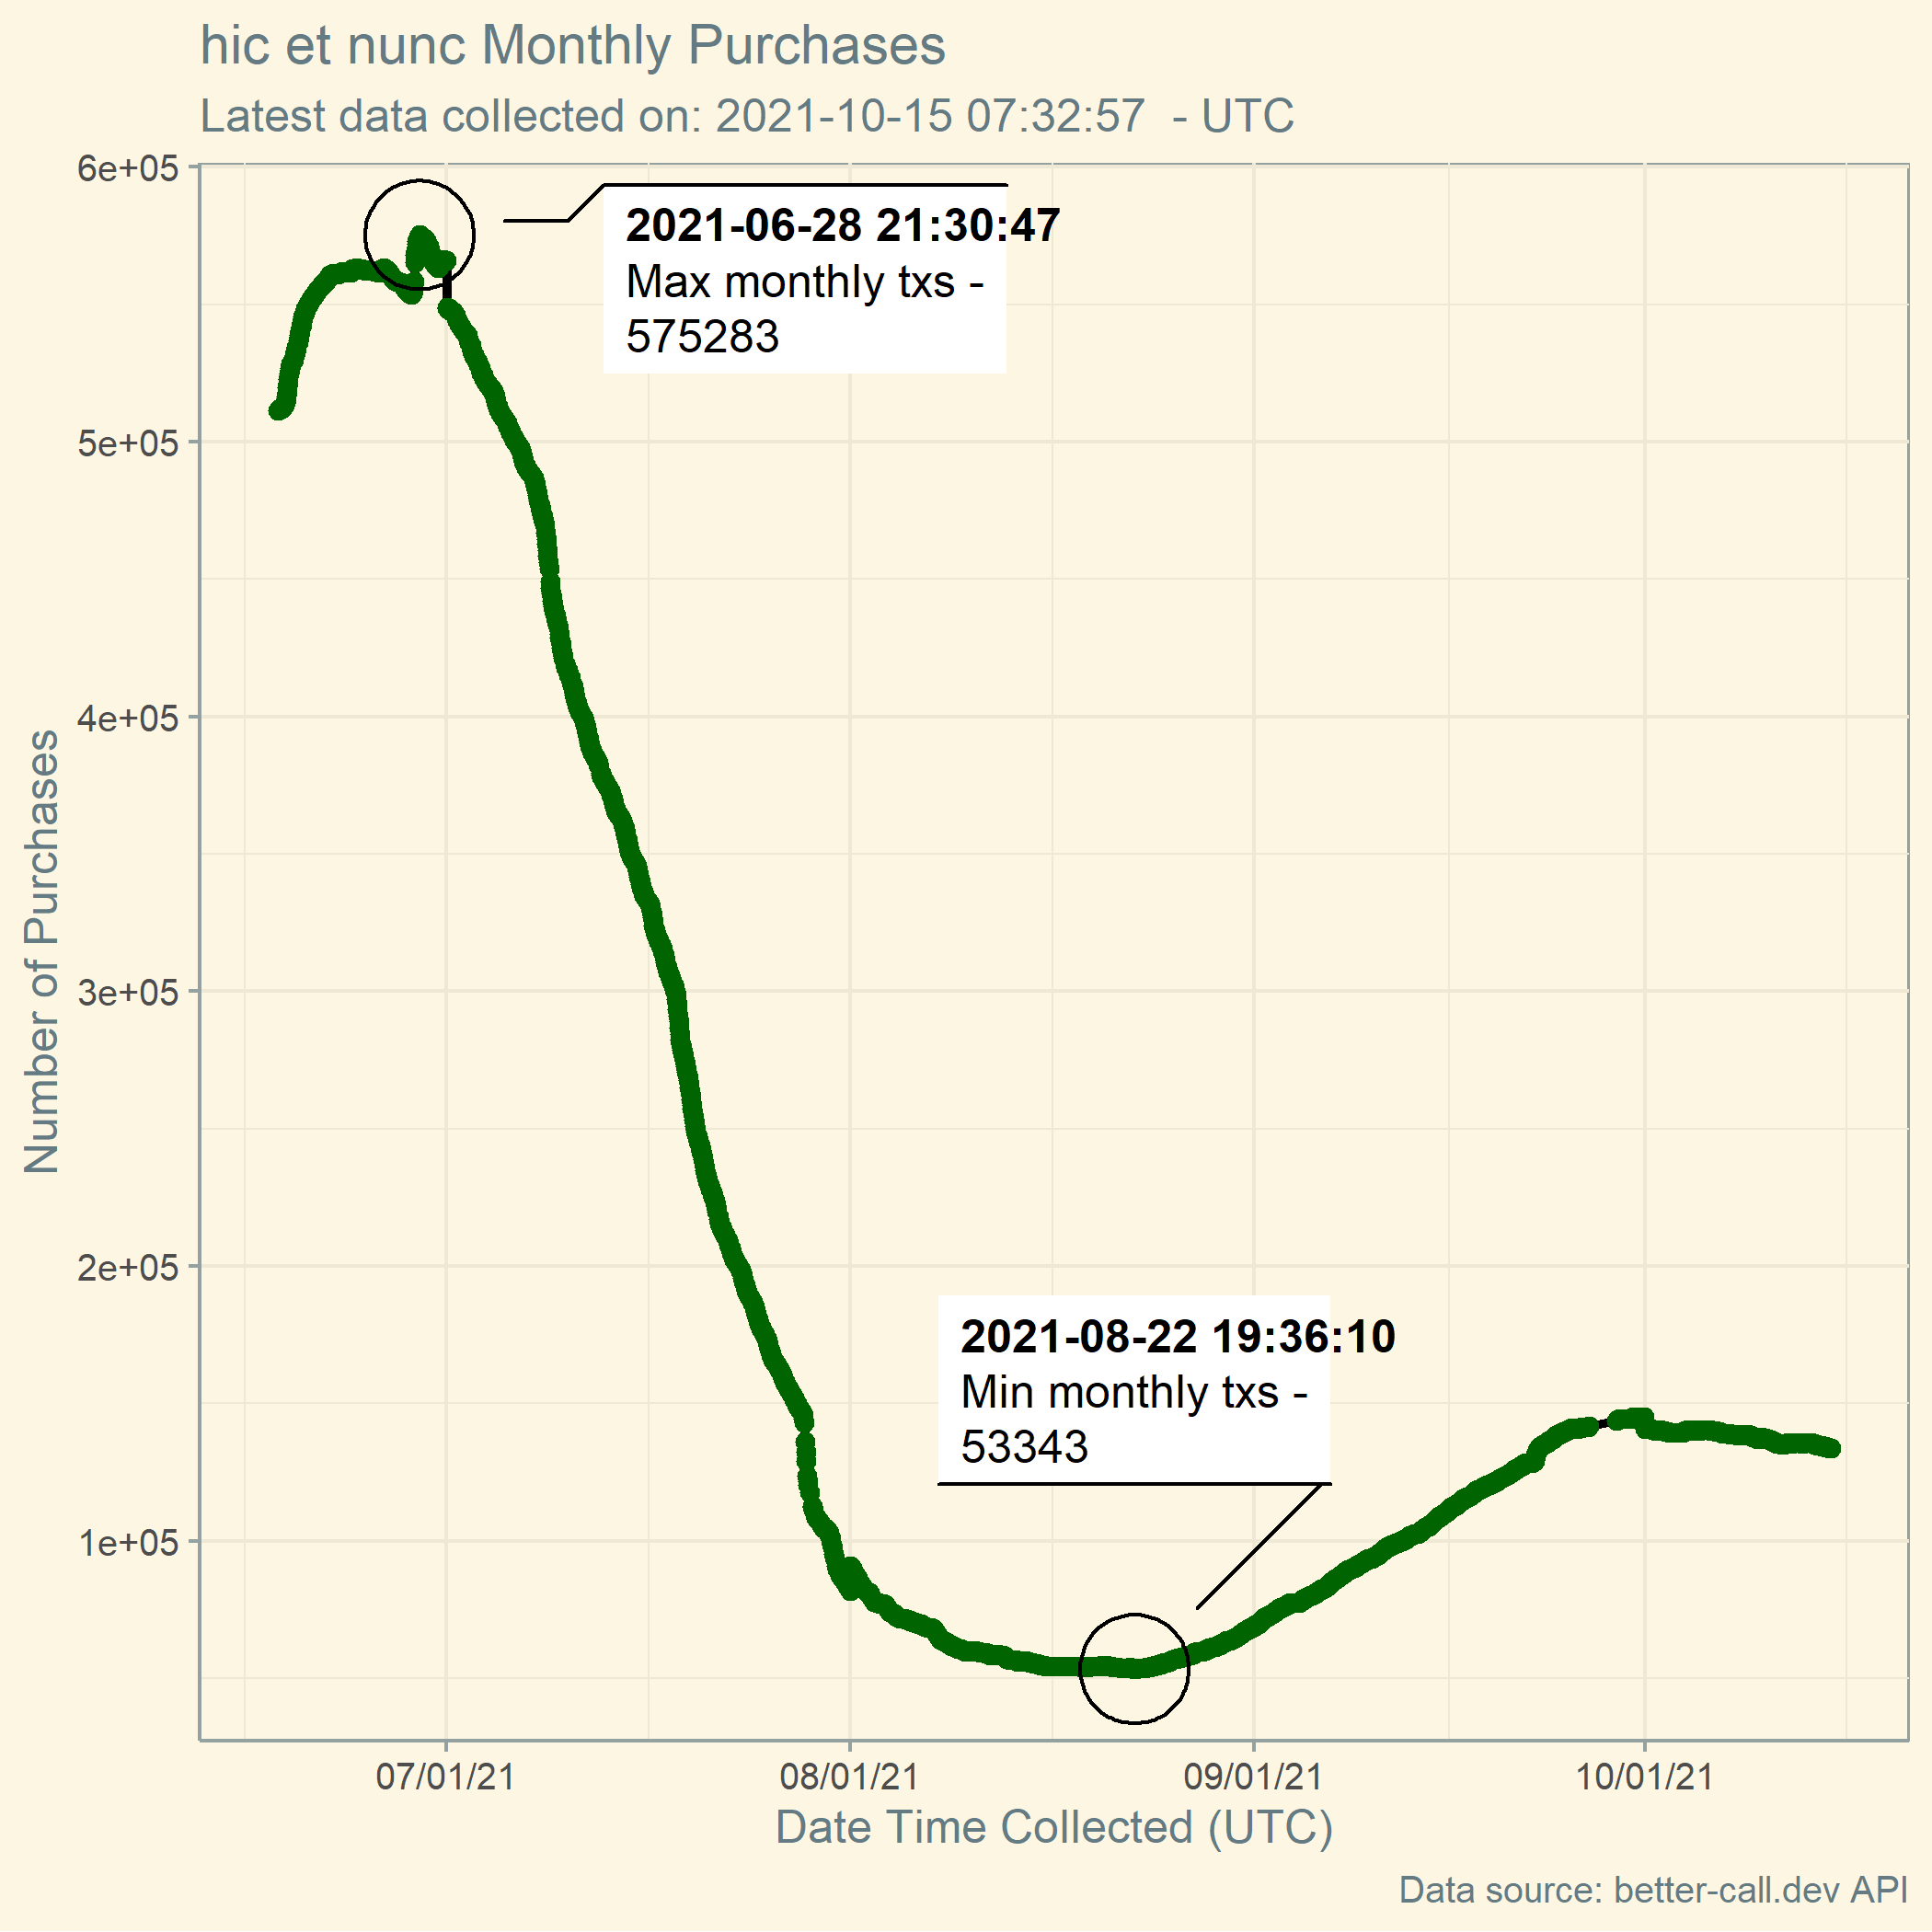 hic et nunc Monthly Purchases
Latest data collected on: 2021-10-15 07:32:57  - UTC
6e+05
5e+05
4e+05
3e+05
2e+05
1e+05
Number of Purchases
2021-06-28 21:30:47
Max monthly txs -
575283
2021-08-22 19:36:10
Min monthly txs -
53343
07/01/21
08/01/21
09/01/21
10/01/21
Date Time Collected (UTC)
Data source: better-call.dev API